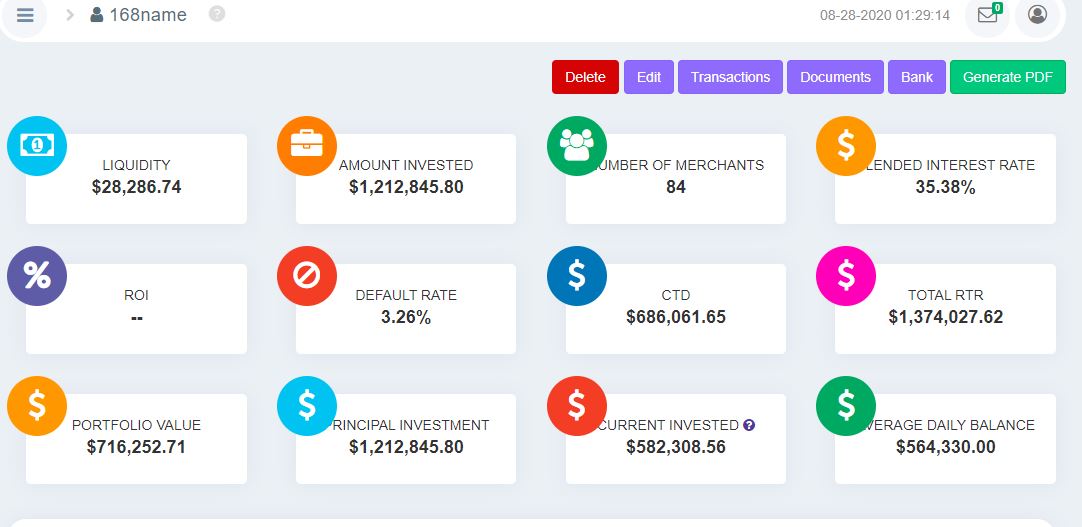 168name ?
08-28-2020 01:29:14
0
Delete Edit Transactions Documents Bank Generate PDF
LIQUIDITY
$28,286.74
AMOUNT INVESTED
$1,212,845.80
UMBER OF MERCHANTS
84
LENDED INTEREST RATE
35.38%
ROI
--
DEFAULT RATE
3.26%
CTD
$686,061.65
TOTAL RTR
$1,374,027.62
PORTFOLIO VALUE
$716,252.71
RINCIPAL INVESTMENT
$1,212,845.80
CURRENT INVESTED ?
$582,308.56
VERAGE DAILY BALANCE
$564,330.00